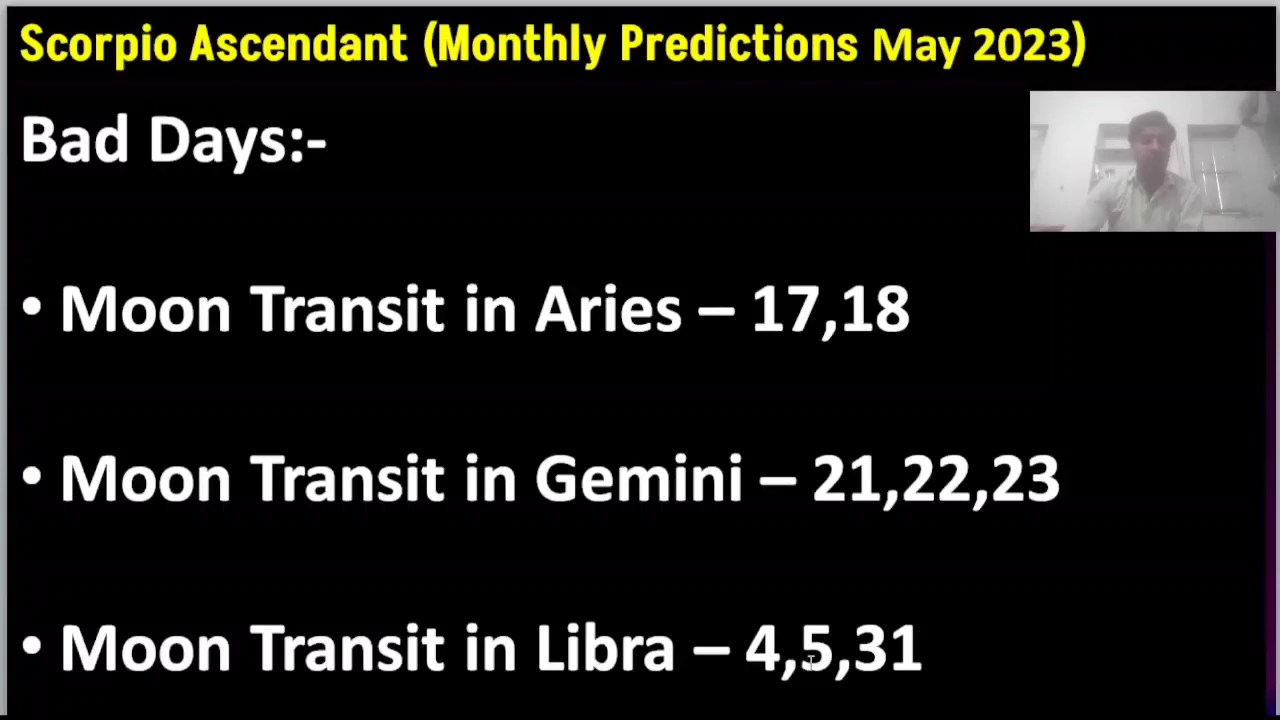 Scorpio Ascendant (Monthly Predictions May 2023)
Bad Days:-
• Moon Transit in Aries – 17,18
• Moon Transit in Gemini – 21,22,23
• Moon Transit in Libra – 4,5,31